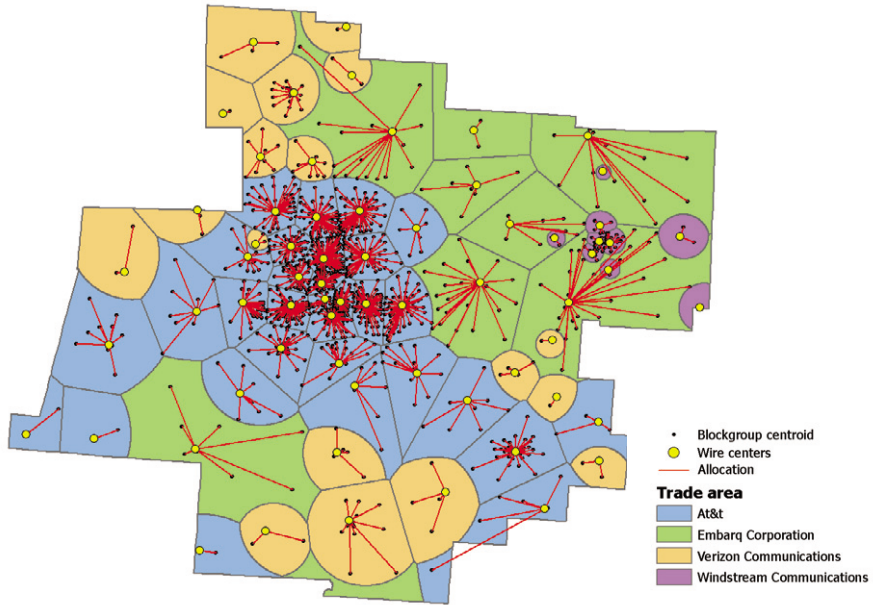 Blockgroup centroid
Wire centers
Allocation
Trade area
At&t
Embarq Corporation
Verizon Communications
Windstream Communications